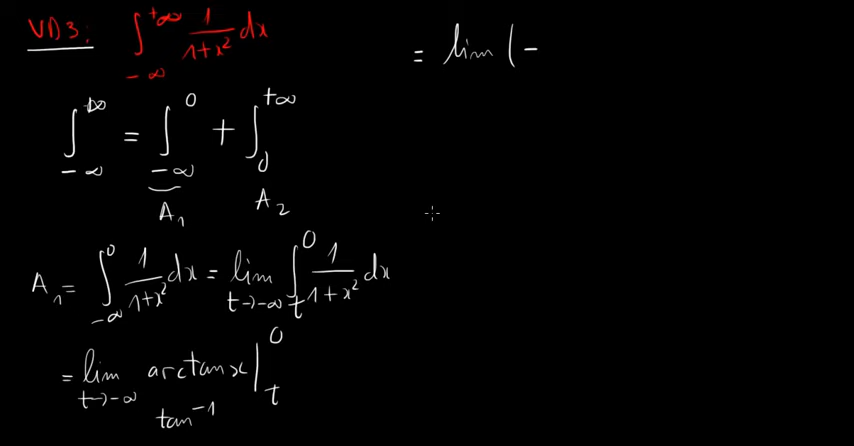 VD3: ∫_{-∞}^{+∞} 1/(1+x²) dx
∫_{-∞}^{+∞} = ∫_{-∞}^{0} + ∫_{0}^{+∞}
A₁ A₂
A₁ = ∫_{-∞}^{0} 1/(1+x²) dx = lim_{t→-∞} ∫_{t}^{0} 1/(1+x²) dx
= lim_{t→-∞} arctanx |_{t}^{0}
tan⁻¹
= lim ( -